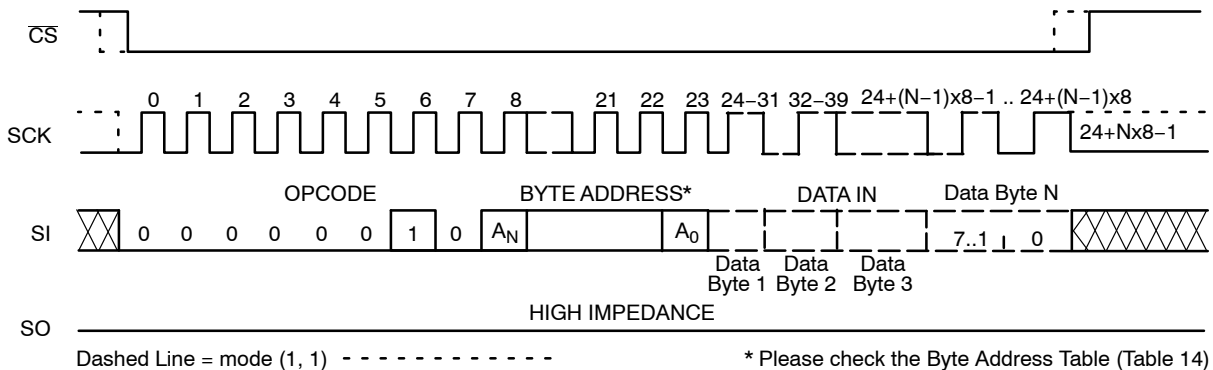 CS
0 1 2 3 4 5 6 7 8 21 22 23 24–31 32–39 24+(N–1)x8-1 .. 24+(N–1)x8
SCK
24+Nx8–1
OPCODE BYTE ADDRESS* DATA IN Data Byte N
SI 0 0 0 0 0 0 1 0 AN A0 7..1 0
Data Byte 1 Data Byte 2 Data Byte 3
HIGH IMPEDANCE
SO
Dashed Line = mode (1, 1) * Please check the Byte Address Table (Table 14)